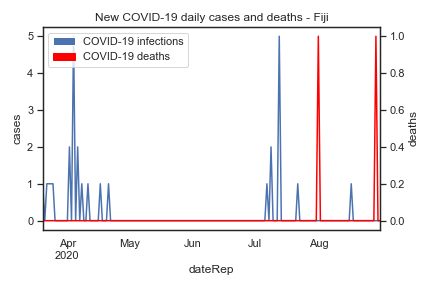 New COVID-19 daily cases and deaths - Fiji
COVID-19 infections
COVID-19 deaths
5
4
3
2
1
0
cases
1.0
0.8
0.6
0.4
0.2
0.0
deaths
Apr
2020
May
Jun
Jul
Aug
dateRep